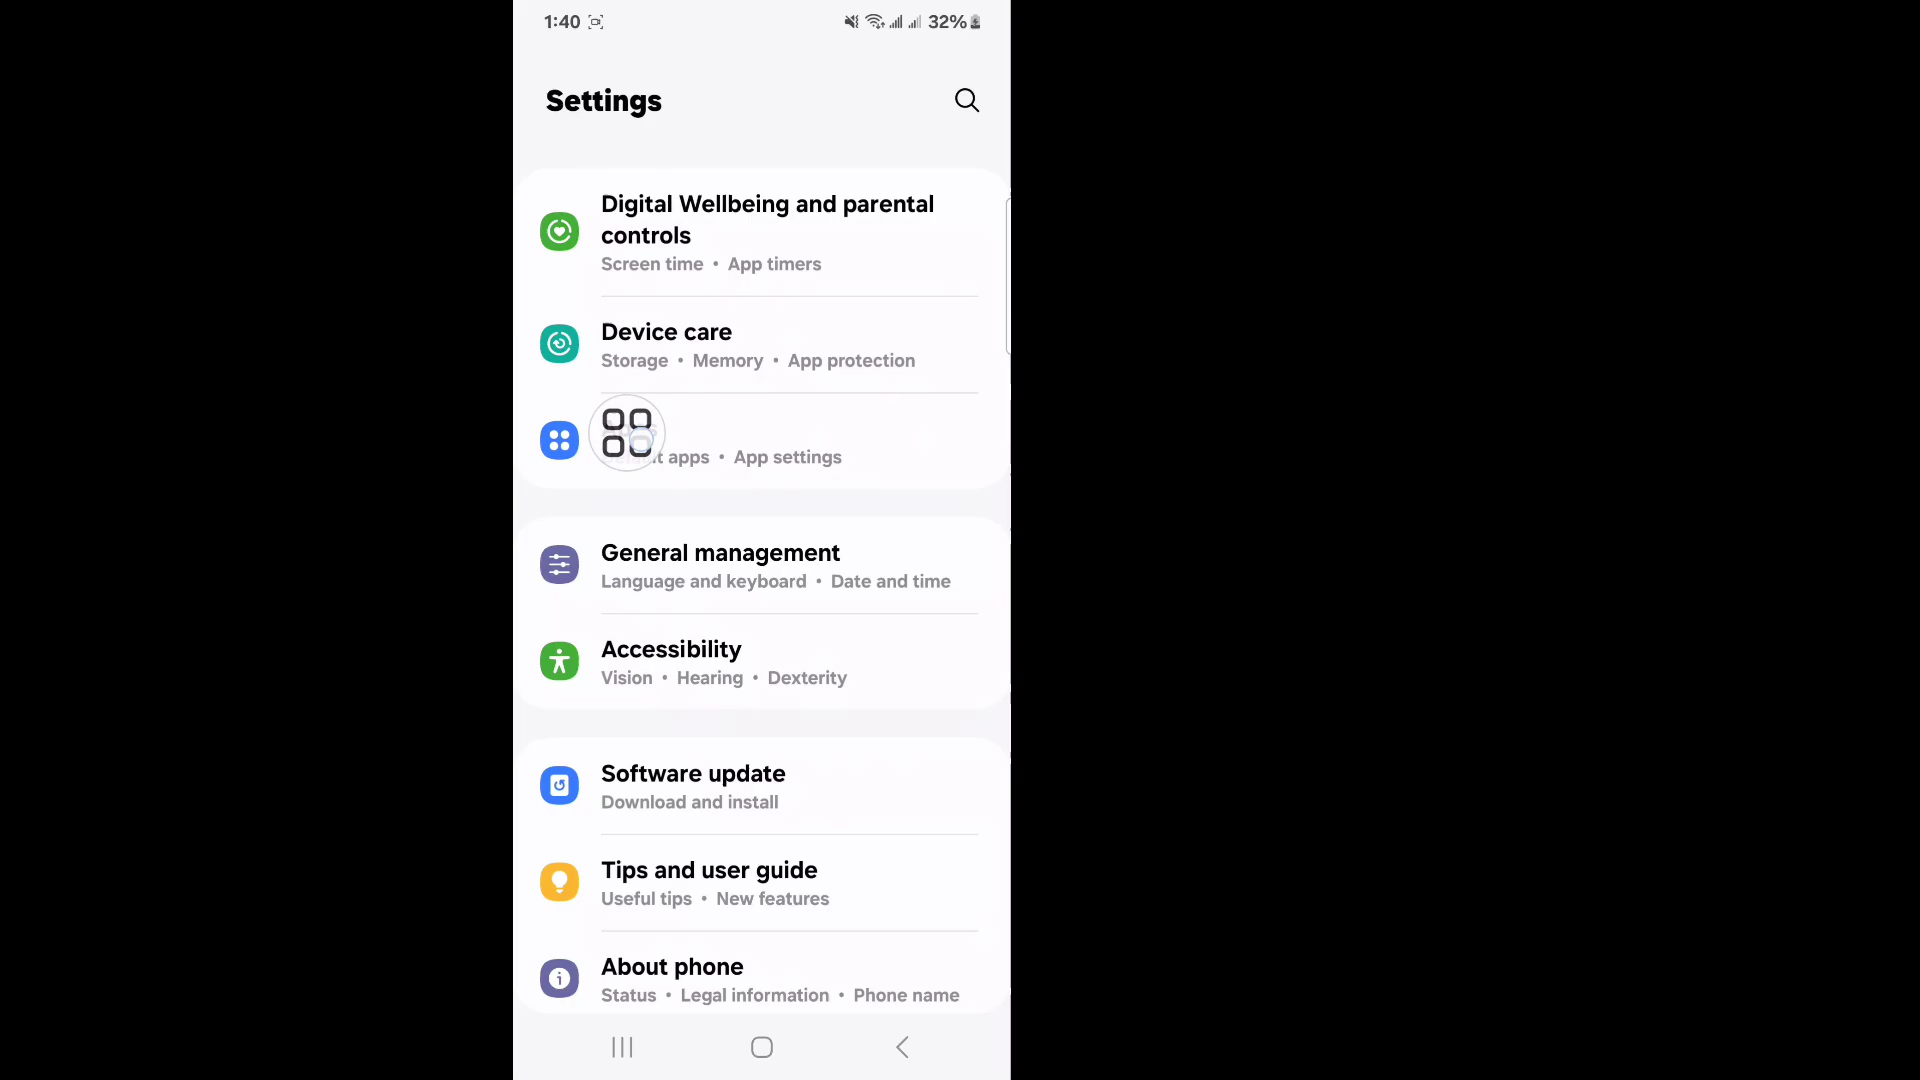 1:40 32%
Settings
Digital Wellbeing and parental
controls
Screen time • App timers
Device care
Storage • Memory • App protection
apps • App settings
General management
Language and keyboard • Date and time
Accessibility
Vision • Hearing • Dexterity
Software update
Download and install
Tips and user guide
Useful tips • New features
About phone
Status • Legal information • Phone name